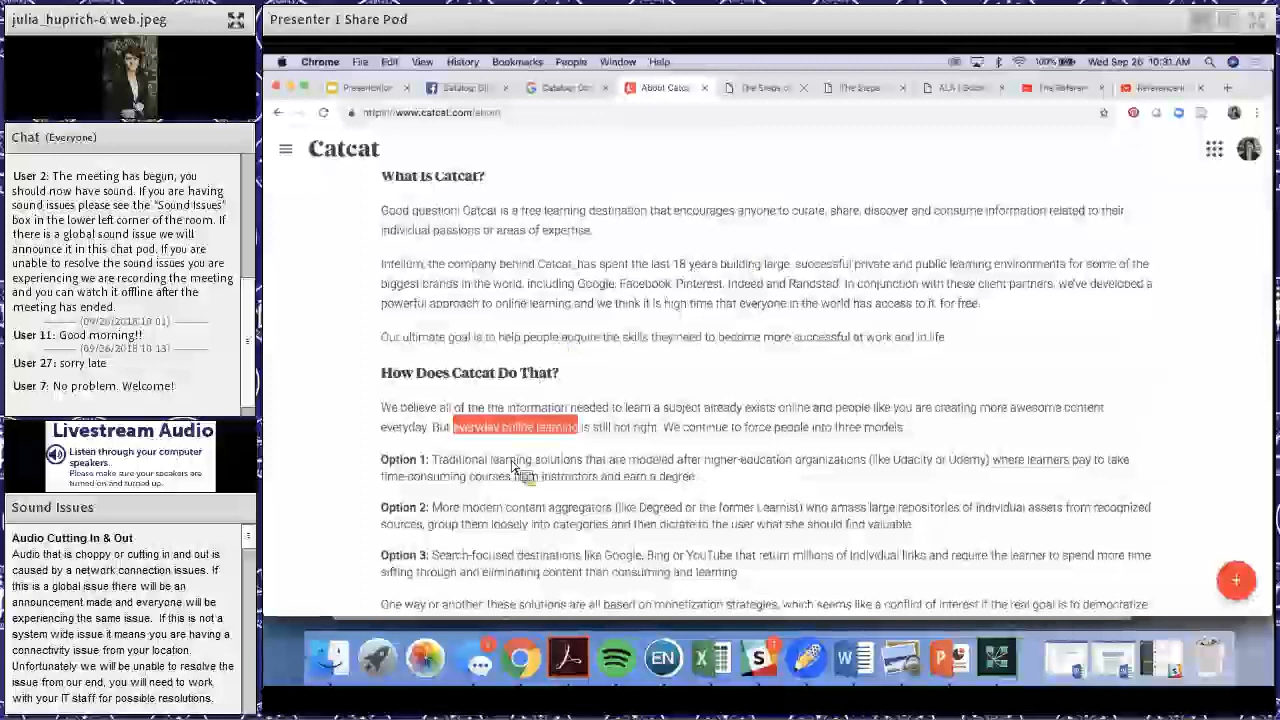 julia_huprich-6 web.jpeg
Chat (Everyone)
User 2: The meeting has begun, you
should now have sound. If you are having
sound issues please see the "Sound Issues"
box in the lower left corner of the room. If
there is a global sound issue we will
announce it in this chat pod. If you are
unable to resolve the sound issues you are
experiencing we are recording the meeting
and you can watch it offline after the
meeting has ended.
(09/26/2018 10:01)
User 11: Good morning!!
(09/26/2018 10:13)
User 27: sorry late
User 7: No problem. Welcome!
Livestream Audio
Listen through your computer
speakers.
Please make sure your speakers are
turned on and turned up.
Sound Issues
Audio Cutting In & Out
Audio that is choppy or cutting in and out is
caused by a network connection issues. If
this is a global issue there will be an
announcement made and everyone will be
experiencing the same issue. If this is not a
system wide issue it means you are having a
connectivity issue from your location.
Unfortunately we will be unable to resolve the
issue from our end, you will need to work
with your IT staff for possible resolutions.
Presenter 1 Share Pod
Chrome File Edit View History Bookmarks People Window Help 100% Wed Sep 26 10:31 AM
About Catca
Catcat
What Is Catcat?
Good question! Catcat is a free learning destination that encourages anyone to curate, share, discover and consume information related to their
individual passions or areas of expertise.
Intellum, the company behind Catcat, has spent the last 18 years building large, successful private and public learning environments for some of the
biggest brands in the world, including Google, Facebook, Pinterest, Indeed and Randstad. In conjunction with these client partners, we've developed a
powerful approach to online learning and we think it is high time that everyone in the world has access to it, for free.
Our ultimate goal is to help people acquire the skills they need to become more successful at work and in life.
How Does Catcat Do That?
We believe all of the the information needed to learn a subject already exists online and people like you are creating more awesome content
everyday. But everyday online learning is still not right. We continue to force people into three models.
Option 1: Traditional learning solutions that are modeled after higher-education organizations (like Udacity or Udemy) where learners pay to take
time-consuming courses from instructors and earn a degree.
Option 2: More modern content aggregators (like Degreed or the former Learnist) who amass large repositories of individual assets from recognized
sources, group them loosely into categories and then dictate to the user what she should find valuable.
Option 3: Search-focused destinations like Google, Bing or YouTube that return millions of individual links and require the learner to spend more time
sifting through and eliminating content than consuming and learning.
One way or another these solutions are all based on monetization strategies, which seems like a conflict of interest if the real goal is to democratize
EN